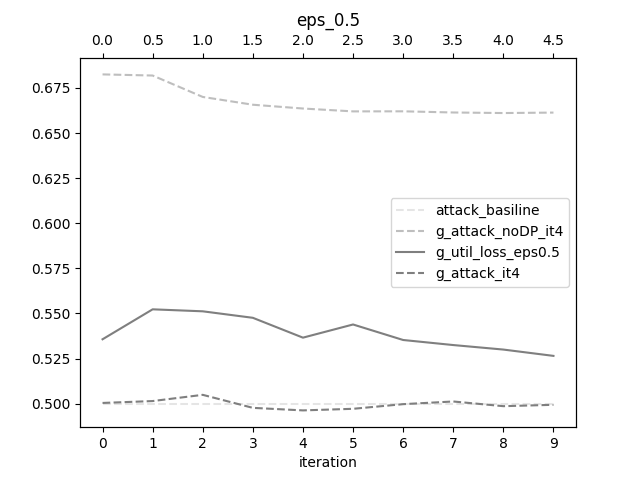 eps_0.5
0.0 0.5 1.0 1.5 2.0 2.5 3.0 3.5 4.0 4.5
0.675
0.650
0.625
0.600
0.575
0.550
0.525
0.500
attack_basiline
g_attack_noDP_it4
g_util_loss_eps0.5
g_attack_it4
0 1 2 3 4 5 6 7 8 9
iteration